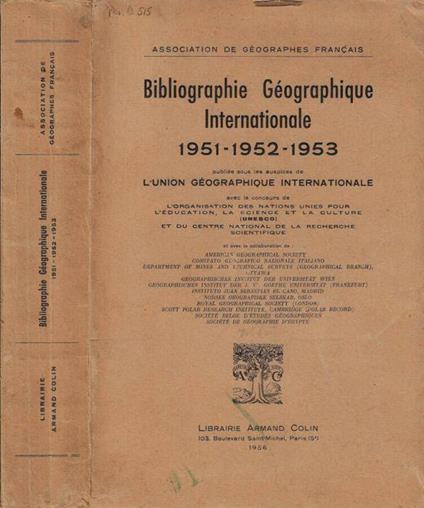 ASSOCIATION DE GÉOGRAPHES FRANÇAIS
Bibliographie Géographique
Internationale
1951-1952-1953
publiée sous les auspices de
L'UNION GÉOGRAPHIQUE INTERNATIONALE
avec le concours de
L'ORGANISATION DES NATIONS UNIES POUR
L'ÉDUCATION, LA SCIENCE ET LA CULTURE
(UNESCO)
ET DU CENTRE NATIONAL DE LA RECHERCHE
SCIENTIFIQUE
et avec la collaboration de :
AMERICAN GEOGRAPHICAL SOCIETY
COMITATO GEOGRAFICO NAZIONALE ITALIANO
DEPARTMENT OF MINES AND TECHNICAL SURVEYS (GEOGRAPHICAL BRANCH),
OTTAWA
GEOGRAPHISCHES INSTITUT DER UNIVERSITÄT WIEN
GEOGRAPHISCHES INSTITUT DER J. W. GOETHE UNIVERSITÄT (FRANKFURT)
INSTITUTO JUAN SEBASTIAN EL CANO, MADRID
NORSKE GEOGRAFISKE SELSKAB, OSLO
ROYAL GEOGRAPHICAL SOCIETY (LONDON)
SCOTT POLAR RESEARCH INSTITUTE, CAMBRIDGE (POLAR RECORD)
SOCIÉTÉ BELGE D'ÉTUDES GÉOGRAPHIQUES
SOCIÉTÉ DE GÉOGRAPHIE D'ÉGYPTE
A C
LIBRAIRIE ARMAND COLIN
103, Boulevard Saint-Michel, Paris (5e)
1956
ASSOCIATION DE
GÉOGRAPHES FRANÇAIS
Bibliographie Géographique Internationale
1951-1952-1953
LIBRAIRIE
ARMAND COLIN